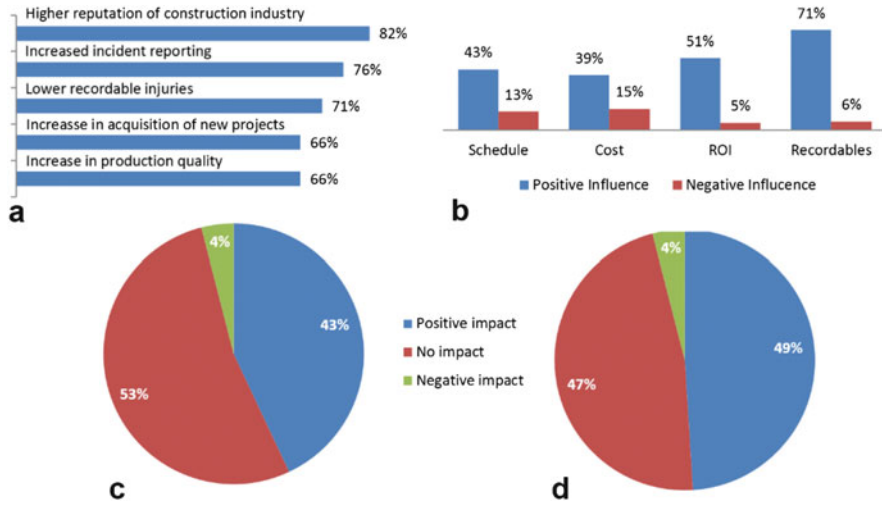 Higher reputation of construction industry
82%
Increased incident reporting
76%
Lower recordable injuries
71%
Increasse in acquisition of new projects
66%
Increase in production quality
66%
a
43%
13%
39%
15%
51%
5%
71%
6%
Schedule
Cost
ROI
Recordables
Positive Influence
Negative Influcence
b
4%
43%
53%
c
Positive impact
No impact
Negative impact
4%
49%
47%
d